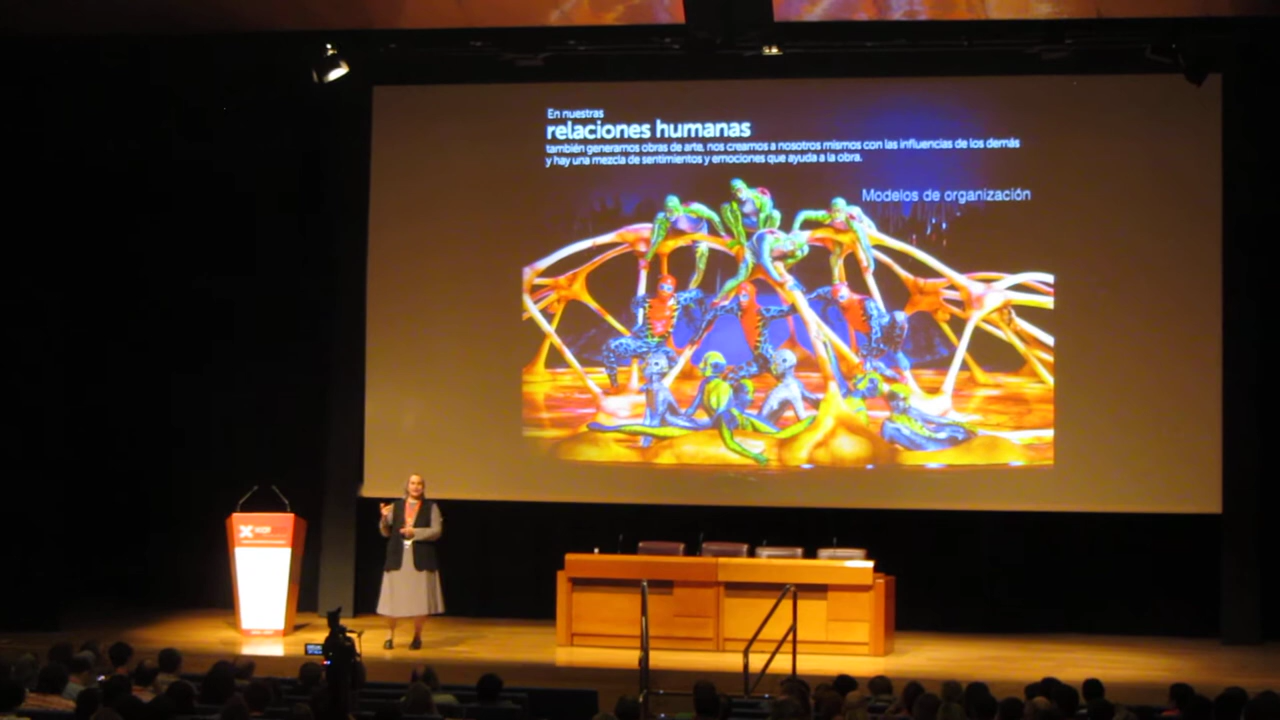 En nuestras
relaciones humanas
también generamos obras de arte, nos creamos a nosotros mismos con las influencias de los demás
y hay una mezcla de sentimientos y emociones que ayuda a la obra.
Modelos de organización